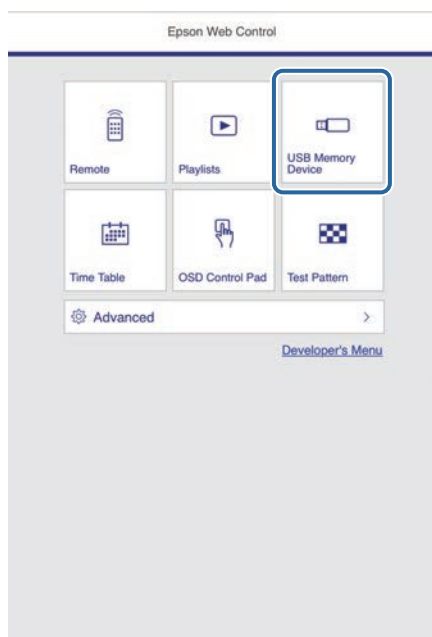 Epson Web Control
Remote
Playlists
USB Memory
Device
Time Table
OSD Control Pad
Test Pattern
Advanced
Developer's Menu